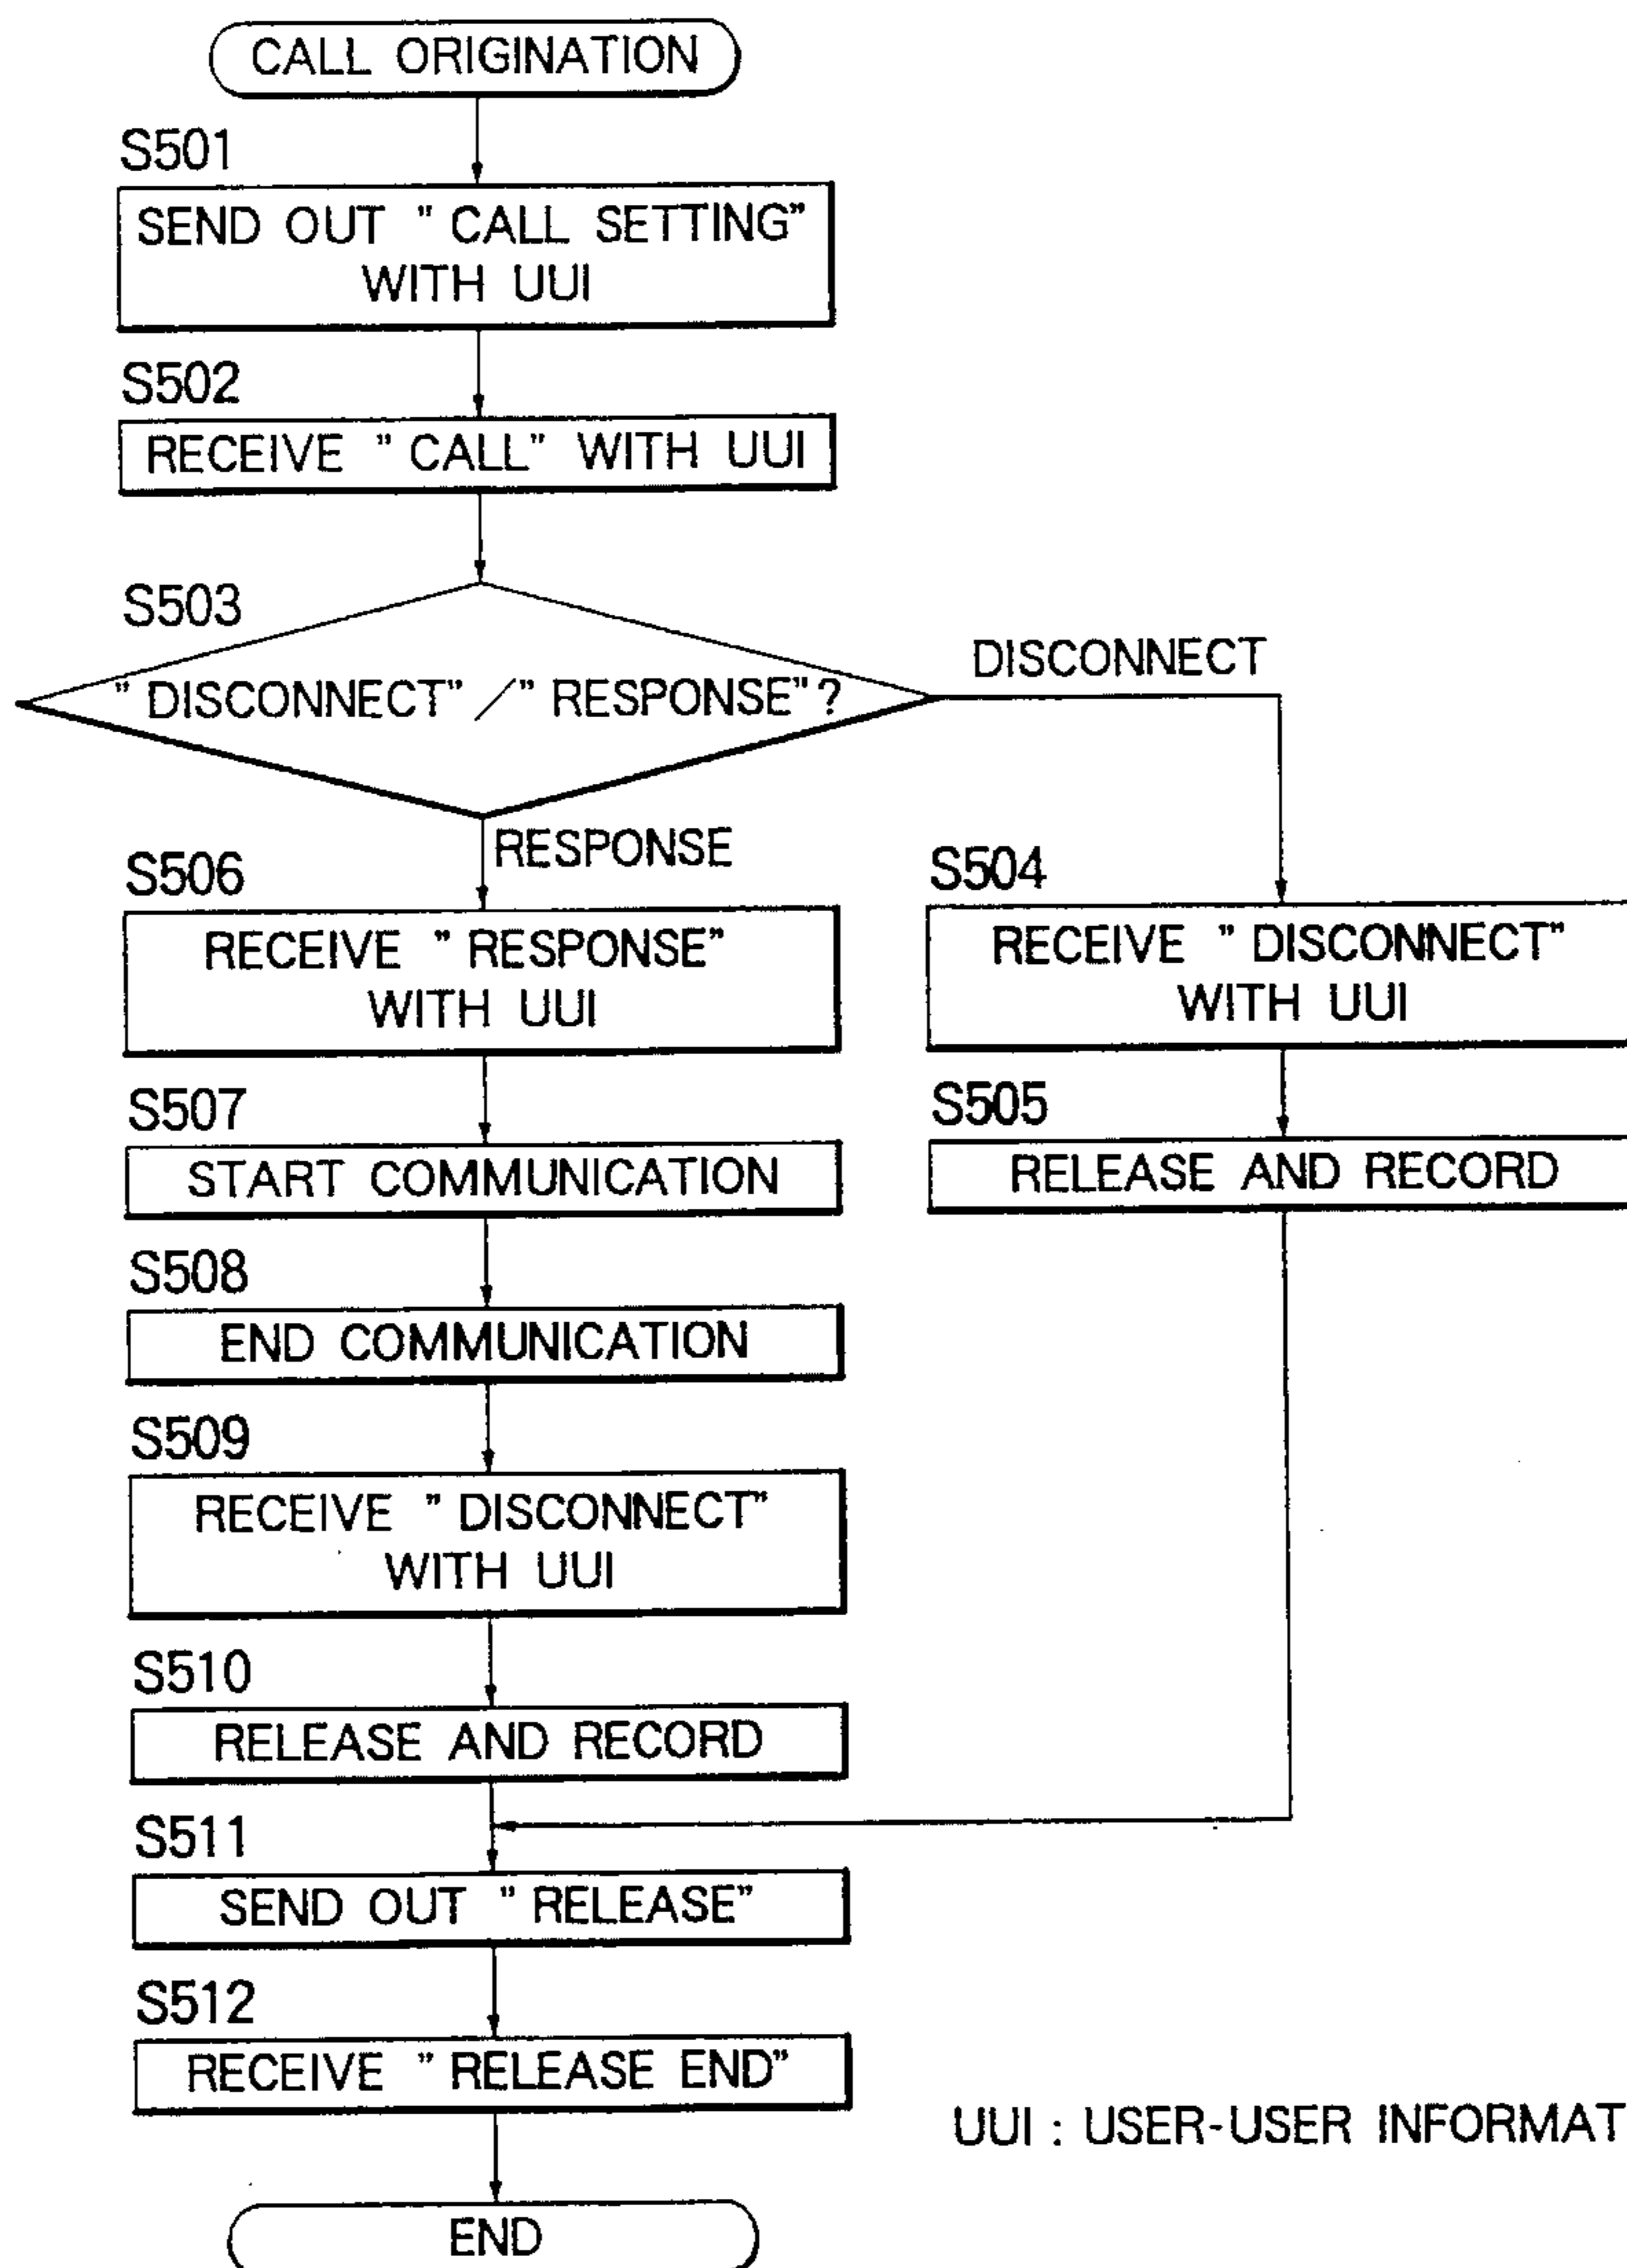 CALL ORIGINATION
S501
SEND OUT "CALL SETTING"
WITH UUI
S502
RECEIVE "CALL" WITH UUI
S503
"DISCONNECT"/"RESPONSE"?
DISCONNECT
RESPONSE
S506
RECEIVE "RESPONSE"
WITH UUI
S504
RECEIVE "DISCONNECT"
WITH UUI
S507
START COMMUNICATION
S505
RELEASE AND RECORD
S508
END COMMUNICATION
S509
RECEIVE "DISCONNECT"
WITH UUI
S510
RELEASE AND RECORD
S511
SEND OUT "RELEASE"
S512
RECEIVE "RELEASE END"
UUI : USER-USER INFORMAT
END